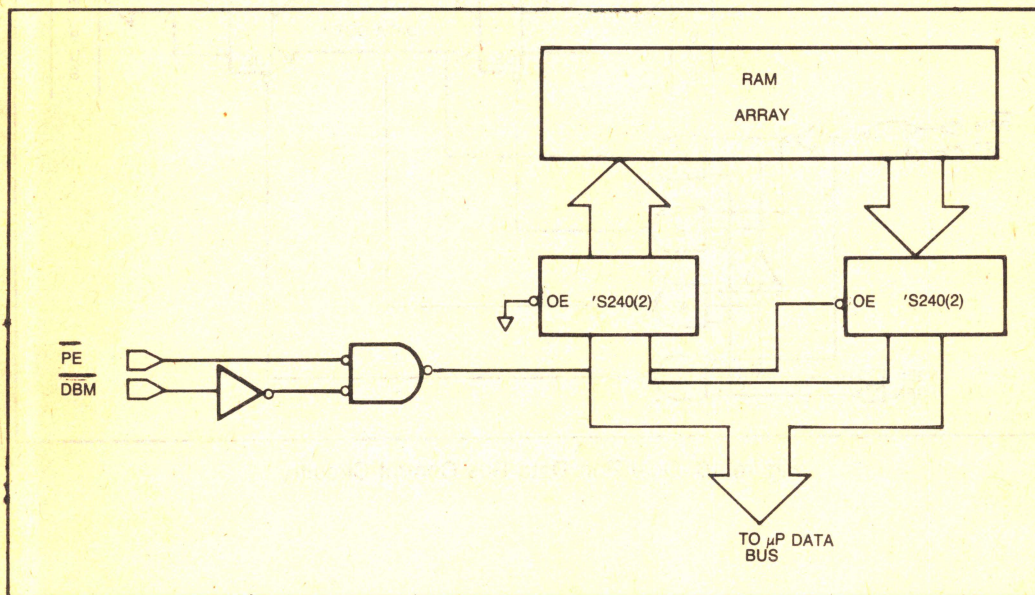 RAM
ARRAY
OE 'S240(2)
OE 'S240(2)
PE
DBM
TO µP DATA
BUS